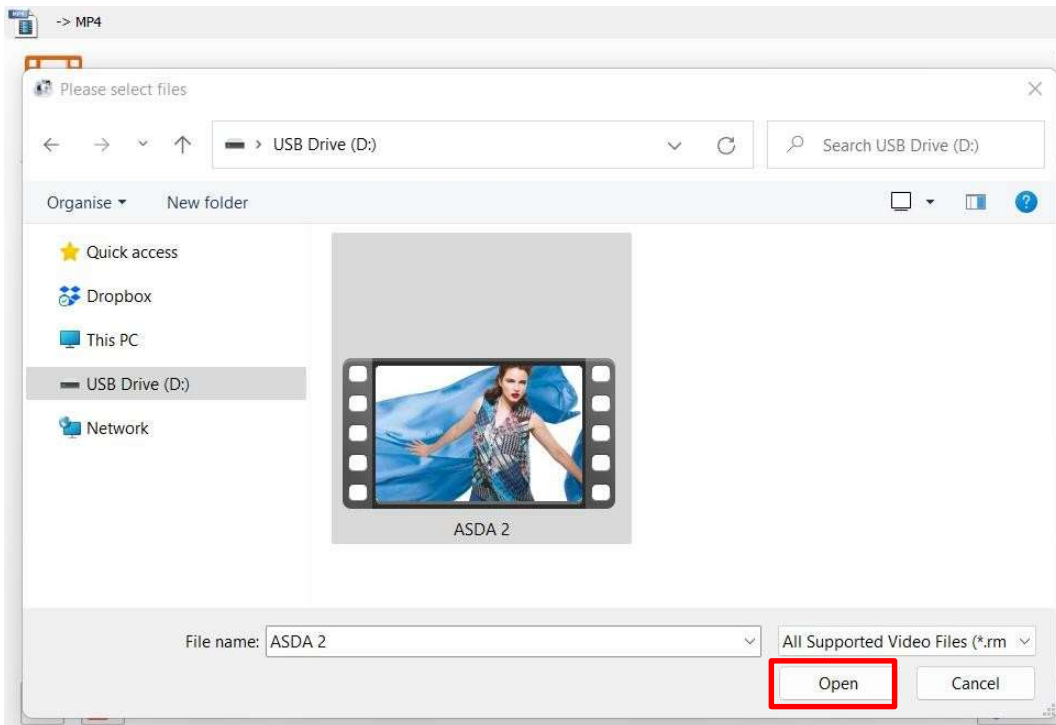 -> MP4
Please select files
USB Drive (D:)
Search USB Drive (D:)
Organise
New folder
Quick access
Dropbox
This PC
USB Drive (D:)
Network
ASDA 2
File name: ASDA 2
All Supported Video Files (*.rm
Open
Cancel